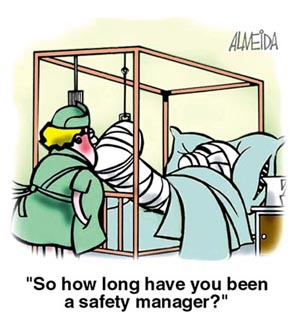 ALMEIDA
"So how long have you been
a safety manager?"